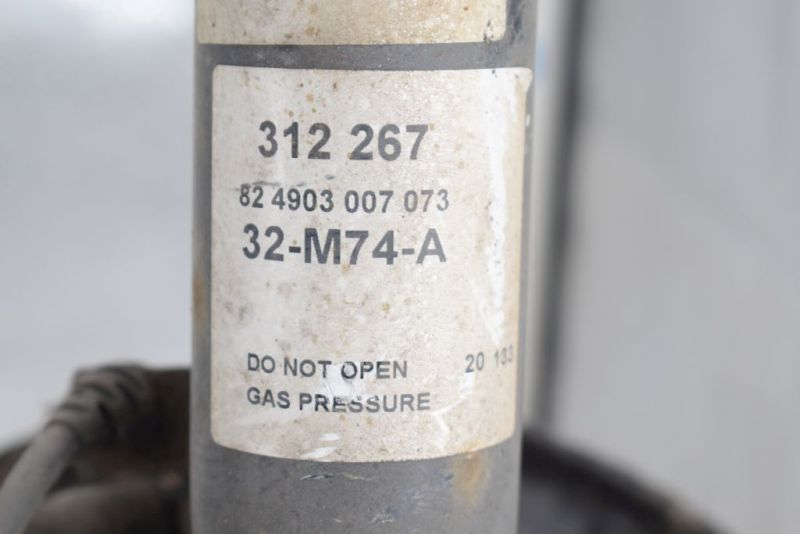 312 267
82 4903 007 073
32-M74-A
DO NOT OPEN 20 133
GAS PRESSURE